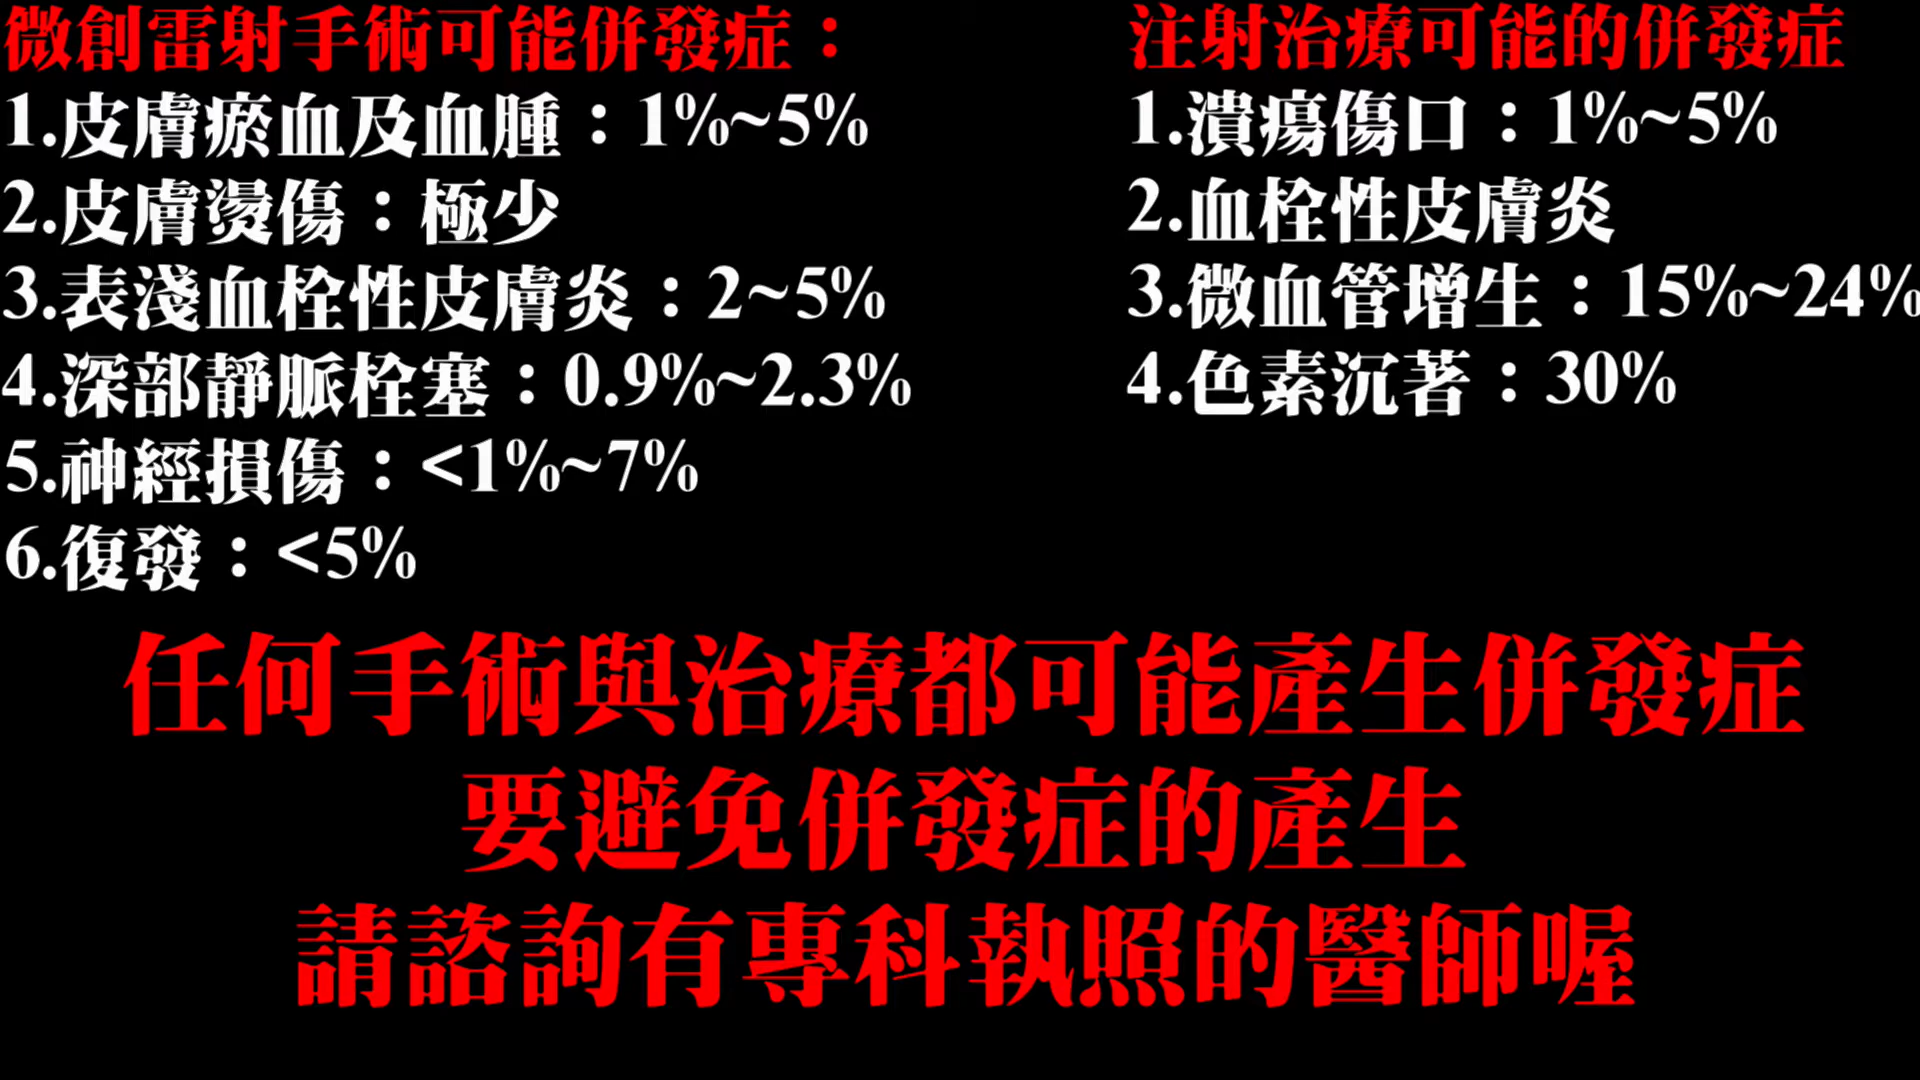 微創雷射手術可能併發症：
1.皮膚瘀血及血腫：1%~5%
2.皮膚燙傷：極少
3.表淺血栓性皮膚炎：2~5%
4.深部靜脈栓塞：0.9%~2.3%
5.神經損傷：<1%~7%
6.復發：<5%
注射治療可能的併發症
1.潰瘍傷口：1%~5%
2.血栓性皮膚炎
3.微血管增生：15%~24%
4.色素沉著：30%
任何手術與治療都可能產生併發症
要避免併發症的產生
請諮詢有專科執照的醫師喔